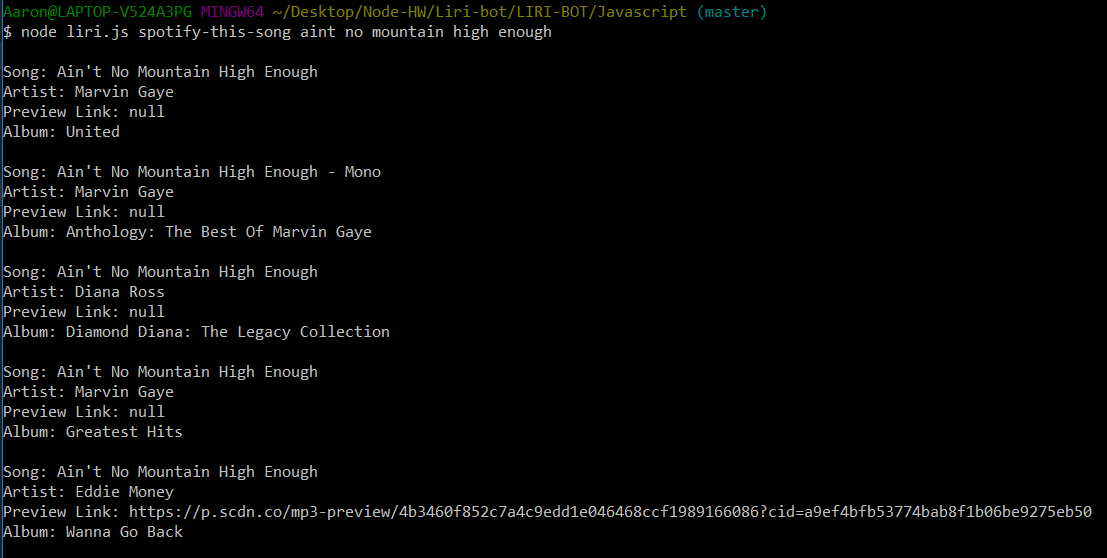 Aaron@LAPTOP-V524A3PG MINGW64 ~/Desktop/Node-HW/Liri-bot/LIRI-BOT/Javascript (master)
$ node liri.js spotify-this-song aint no mountain high enough
Song: Ain't No Mountain High Enough
Artist: Marvin Gaye
Preview Link: null
Album: United
Song: Ain't No Mountain High Enough - Mono
Artist: Marvin Gaye
Preview Link: null
Album: Anthology: The Best Of Marvin Gaye
Song: Ain't No Mountain High Enough
Artist: Diana Ross
Preview Link: null
Album: Diamond Diana: The Legacy Collection
Song: Ain't No Mountain High Enough
Artist: Marvin Gaye
Preview Link: null
Album: Greatest Hits
Song: Ain't No Mountain High Enough
Artist: Eddie Money
Preview Link: https://p.scdn.co/mp3-preview/4b3460f852c7a4c9edd1e046468ccf1989166086?cid=a9ef4bfb53774bab8f1b06be9275eb50
Album: Wanna Go Back